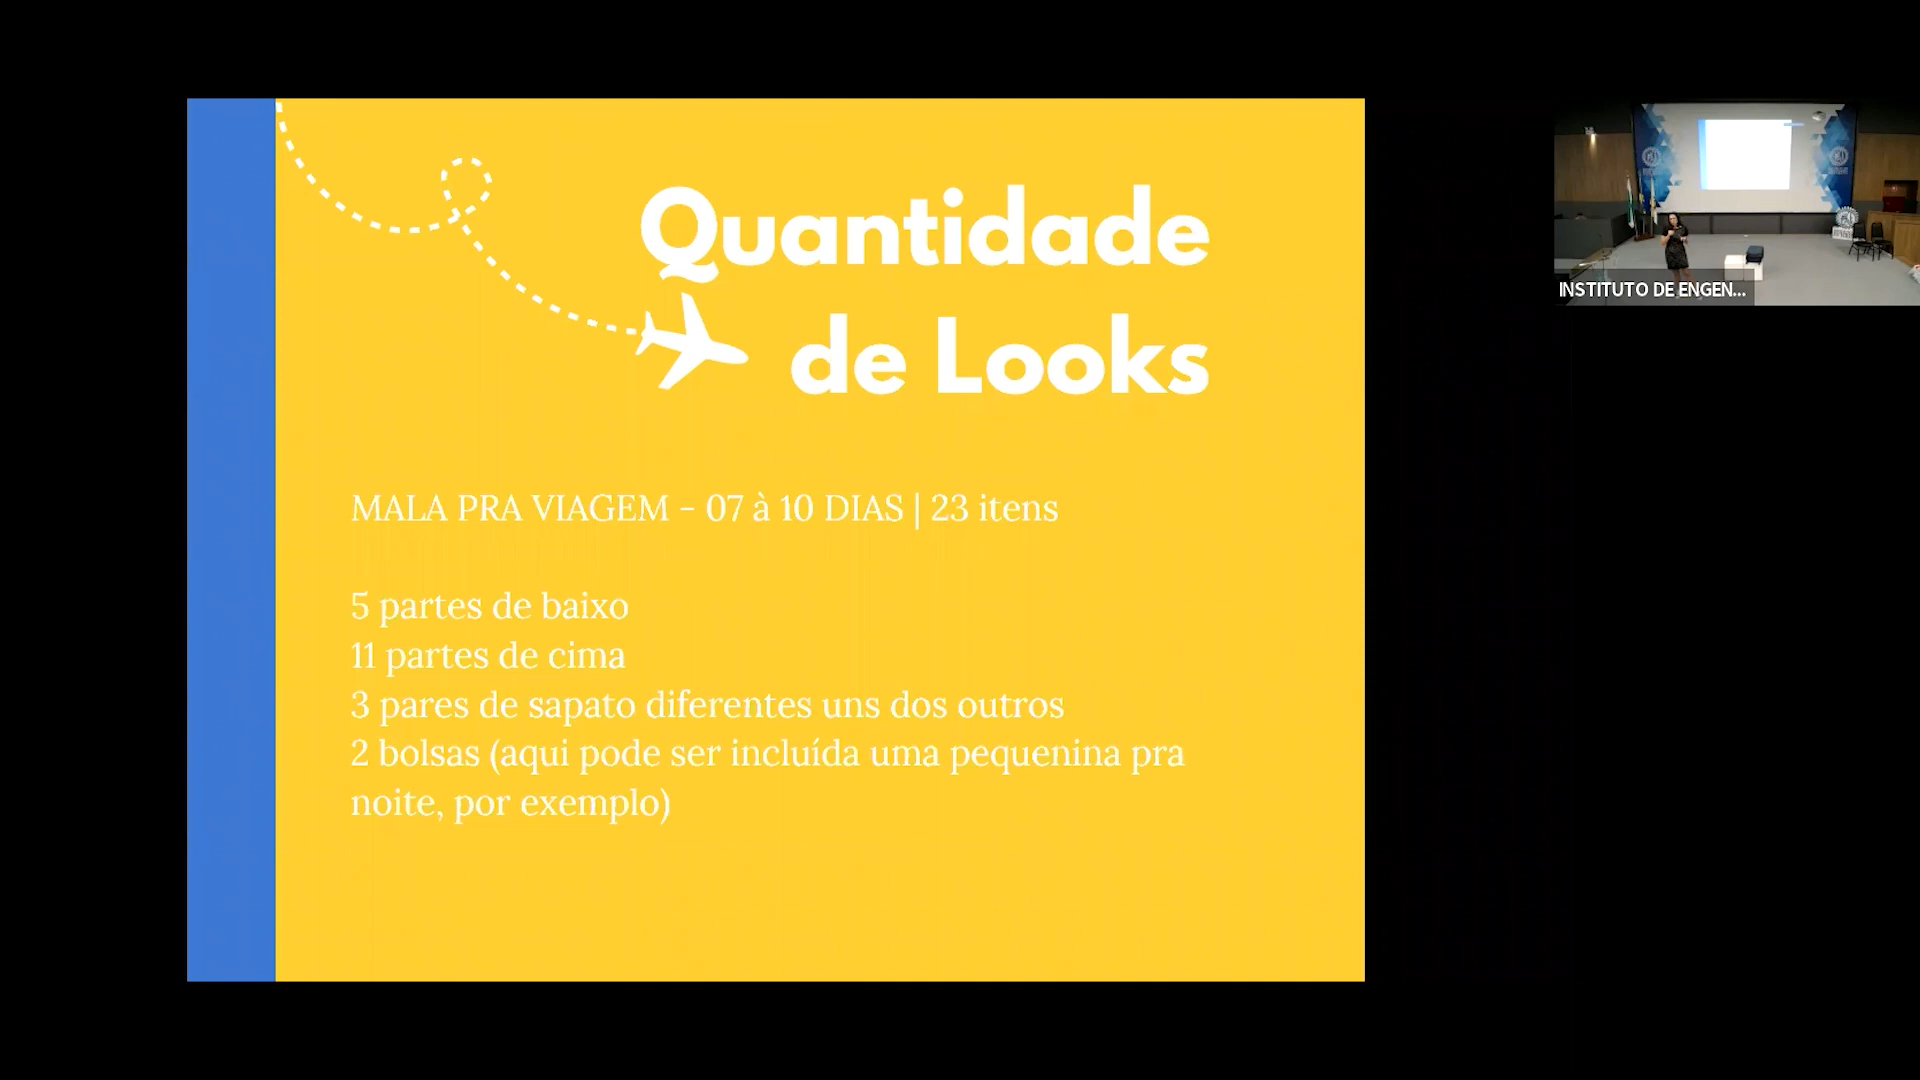 Quantidade
de Looks
MALA PRA VIAGEM - 07 à 10 DIAS | 23 itens
5 partes de baixo
11 partes de cima
3 pares de sapato diferentes uns dos outros
2 bolsas (aqui pode ser incluída uma pequenina pra
noite, por exemplo)
INSTITUTO DE ENGEN...